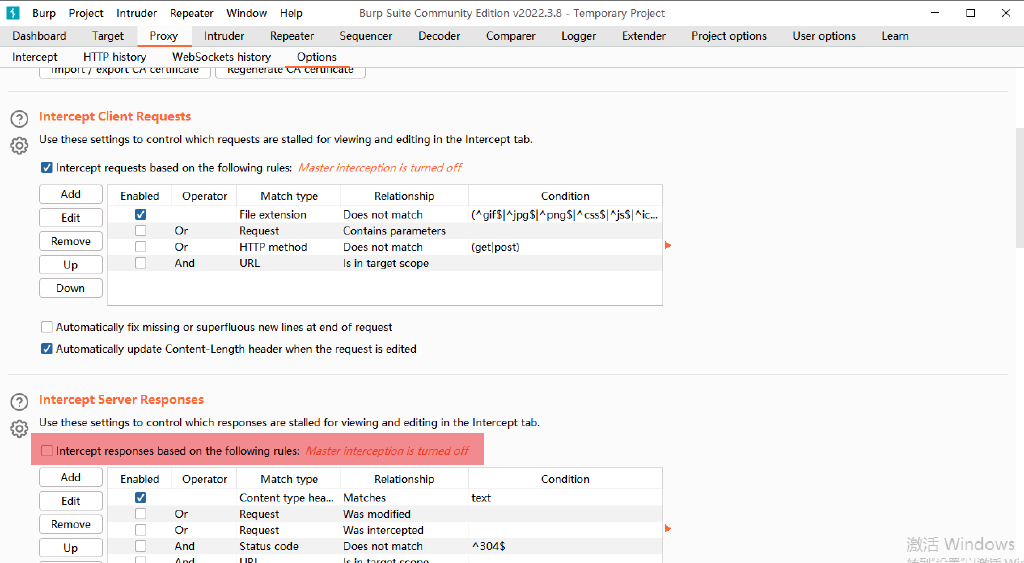 Burp Project Intruder Repeater Window Help Burp Suite Community Edition v2022.3.8 - Temporary Project
Dashboard Target Proxy Intruder Repeater Sequencer Decoder Comparer Logger Extender Project options User options Learn
Intercept HTTP history WebSockets history Options
Import / export CA certificate Regenerate CA certificate
Intercept Client Requests
Use these settings to control which requests are stalled for viewing and editing in the Intercept tab.
Intercept requests based on the following rules: Master interception is turned off
Add Enabled Operator Match type Relationship Condition
File extension Does not match (^gif$|^jpg$|^png$|^css$|^js$|^ic...
Edit
Or Request Contains parameters
Remove
Or HTTP method Does not match (get|post)
Up And URL Is in target scope
Down
Automatically fix missing or superfluous new lines at end of request
Automatically update Content-Length header when the request is edited
Intercept Server Responses
Use these settings to control which responses are stalled for viewing and editing in the Intercept tab.
Intercept responses based on the following rules: Master interception is turned off
Add Enabled Operator Match type Relationship Condition
Edit Content type hea... Matches text
Or Request Was modified
Remove Or Request Was intercepted
Up And Status code Does not match ^304$
And URL Is in target scope
激活 Windows